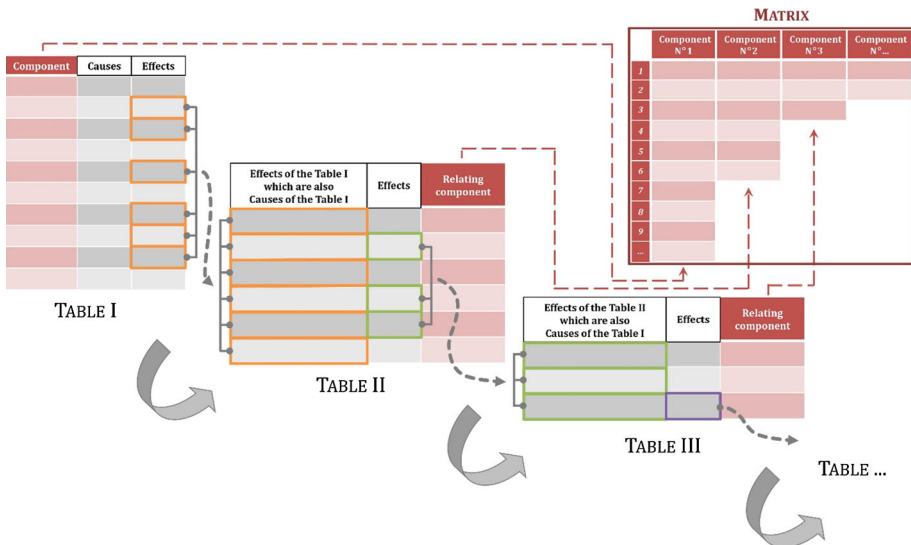 MATRIX
Component N°1
Component N°2
Component N°3
Component N°...
1
2
3
4
5
6
7
8
9
...
Component Causes Effects
TABLE I
Effects of the Table I
which are also
Causes of the Table I
Effects
Relating
component
TABLE II
Effects of the Table II
which are also
Causes of the Table I
Effects
Relating
component
TABLE III
TABLE ...